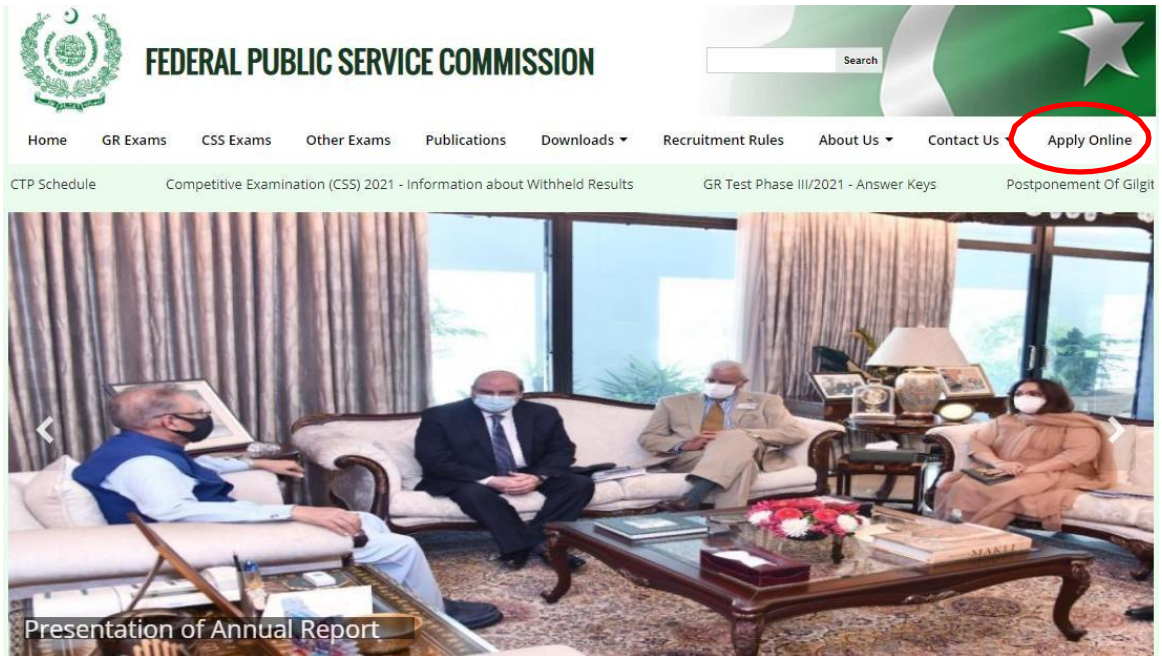 FEDERAL PUBLIC SERVICE COMMISSION
Search
Home GR Exams CSS Exams Other Exams Publications Downloads Recruitment Rules About Us Contact Us Apply Online
CTP Schedule Competitive Examination (CSS) 2021 - Information about Withheld Results GR Test Phase III/2021 - Answer Keys Postponement Of Gilgit
MAKLI
Presentation of Annual Report